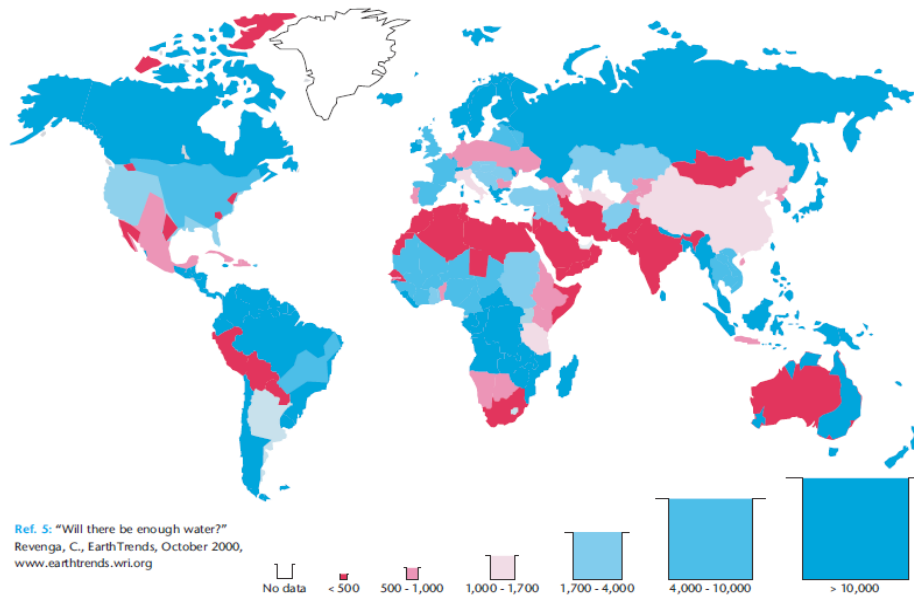 Ref. 5: “Will there be enough water?”
Revenga, C., EarthTrends, October 2000,
www.earthtrends.wri.org
No data < 500 500 - 1,000 1,000 - 1,700 1,700 - 4,000 4,000 - 10,000 > 10,000